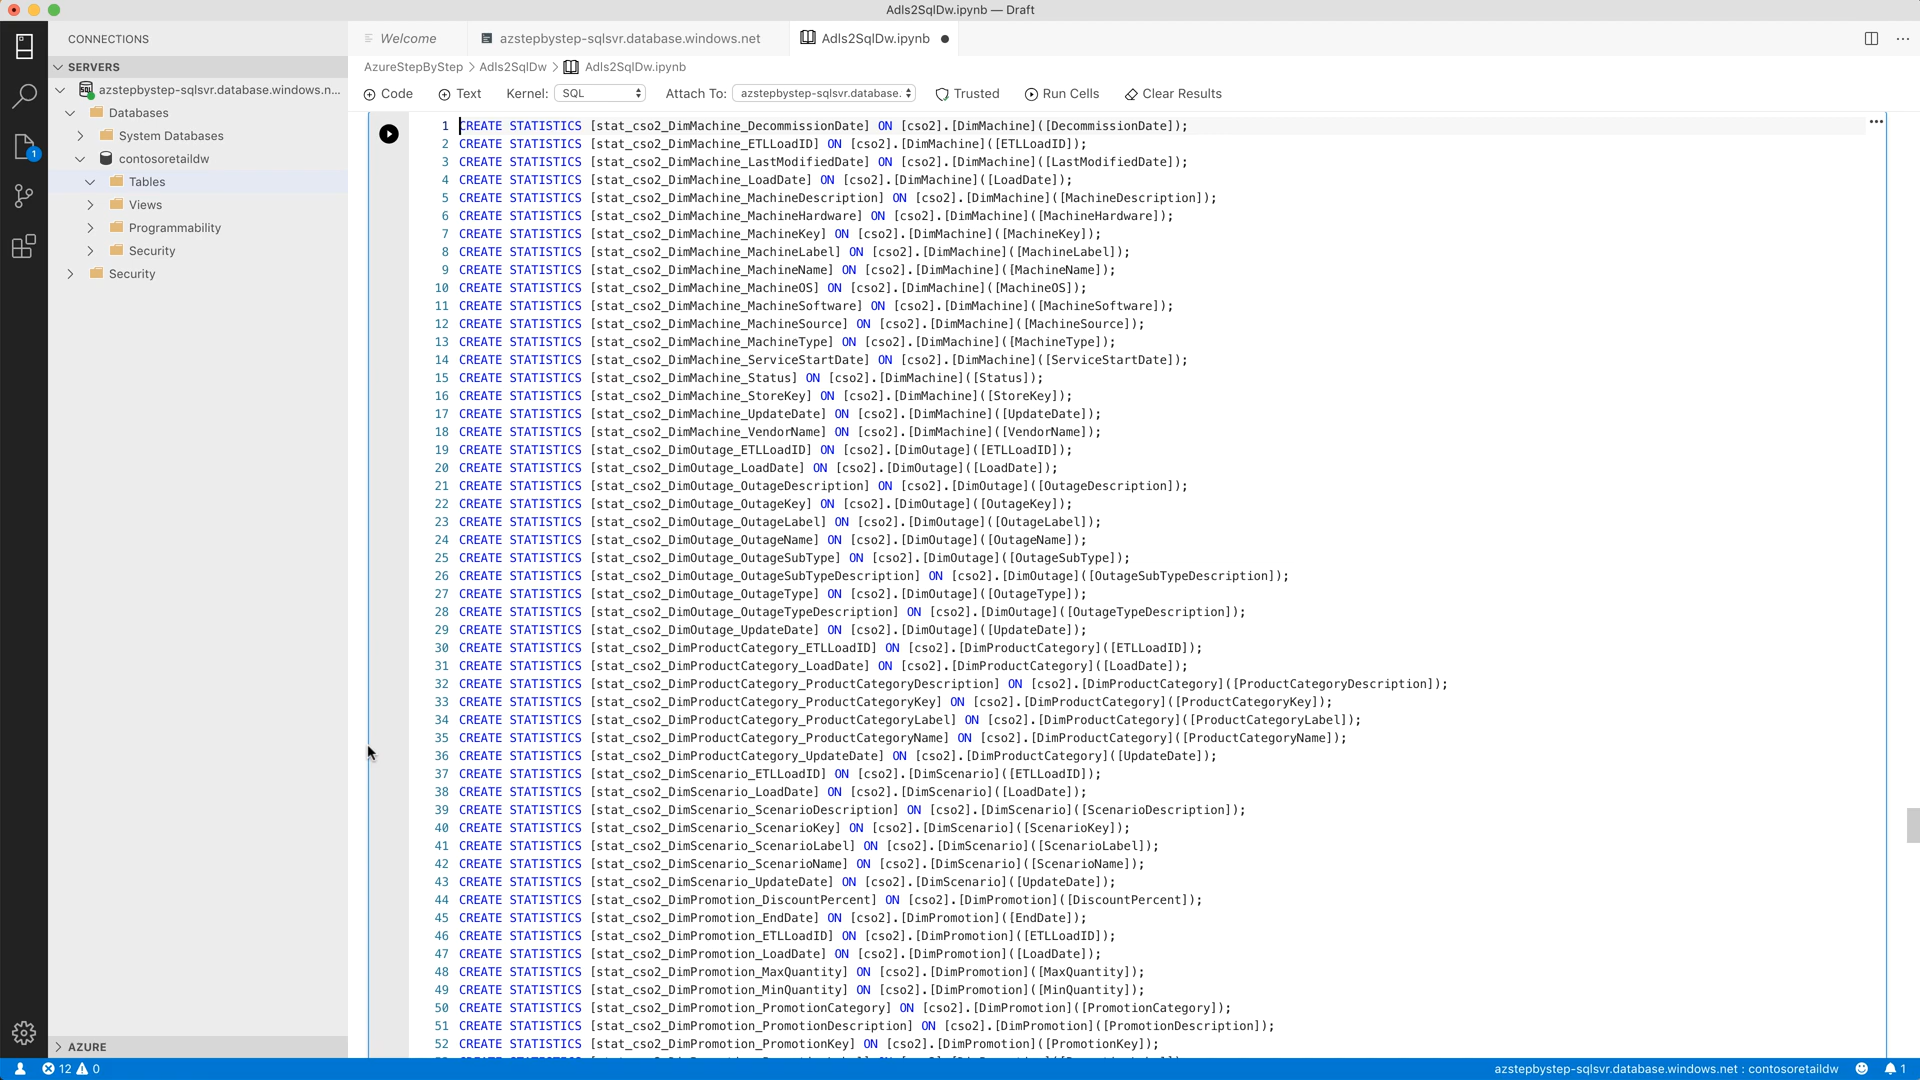 Adls2SqlDw.ipynb — Draft
CONNECTIONS
Welcome
azstepbystep-sqlsvr.database.windows.net
Adls2SqlDw.ipynb
SERVERS
AzureStepByStep
Adls2SqlDw
Adls2SqlDw.ipynb
azstepbystep-sqlsvr.database.windows.n...
Code
Text
Kernel:
SQL
Attach To:
azstepbystep-sqlsvr.database.
Trusted
Run Cells
Clear Results
Databases
System Databases
contosoretaildw
Tables
Views
Programmability
Security
Security
1
1 CREATE STATISTICS [stat_cso2_DimMachine_DecommissionDate] ON [cso2].[DimMachine]([DecommissionDate]);
2 CREATE STATISTICS [stat_cso2_DimMachine_ETLLoadID] ON [cso2].[DimMachine]([ETLLoadID]);
3 CREATE STATISTICS [stat_cso2_DimMachine_LastModifiedDate] ON [cso2].[DimMachine]([LastModifiedDate]);
4 CREATE STATISTICS [stat_cso2_DimMachine_LoadDate] ON [cso2].[DimMachine]([LoadDate]);
5 CREATE STATISTICS [stat_cso2_DimMachine_MachineDescription] ON [cso2].[DimMachine]([MachineDescription]);
6 CREATE STATISTICS [stat_cso2_DimMachine_MachineHardware] ON [cso2].[DimMachine]([MachineHardware]);
7 CREATE STATISTICS [stat_cso2_DimMachine_MachineKey] ON [cso2].[DimMachine]([MachineKey]);
8 CREATE STATISTICS [stat_cso2_DimMachine_MachineLabel] ON [cso2].[DimMachine]([MachineLabel]);
9 CREATE STATISTICS [stat_cso2_DimMachine_MachineName] ON [cso2].[DimMachine]([MachineName]);
10 CREATE STATISTICS [stat_cso2_DimMachine_MachineOS] ON [cso2].[DimMachine]([MachineOS]);
11 CREATE STATISTICS [stat_cso2_DimMachine_MachineSoftware] ON [cso2].[DimMachine]([MachineSoftware]);
12 CREATE STATISTICS [stat_cso2_DimMachine_MachineSource] ON [cso2].[DimMachine]([MachineSource]);
13 CREATE STATISTICS [stat_cso2_DimMachine_MachineType] ON [cso2].[DimMachine]([MachineType]);
14 CREATE STATISTICS [stat_cso2_DimMachine_ServiceStartDate] ON [cso2].[DimMachine]([ServiceStartDate]);
15 CREATE STATISTICS [stat_cso2_DimMachine_Status] ON [cso2].[DimMachine]([Status]);
16 CREATE STATISTICS [stat_cso2_DimMachine_StoreKey] ON [cso2].[DimMachine]([StoreKey]);
17 CREATE STATISTICS [stat_cso2_DimMachine_UpdateDate] ON [cso2].[DimMachine]([UpdateDate]);
18 CREATE STATISTICS [stat_cso2_DimMachine_VendorName] ON [cso2].[DimMachine]([VendorName]);
19 CREATE STATISTICS [stat_cso2_DimOutage_ETLLoadID] ON [cso2].[DimOutage]([ETLLoadID]);
20 CREATE STATISTICS [stat_cso2_DimOutage_LoadDate] ON [cso2].[DimOutage]([LoadDate]);
21 CREATE STATISTICS [stat_cso2_DimOutage_OutageDescription] ON [cso2].[DimOutage]([OutageDescription]);
22 CREATE STATISTICS [stat_cso2_DimOutage_OutageKey] ON [cso2].[DimOutage]([OutageKey]);
23 CREATE STATISTICS [stat_cso2_DimOutage_OutageLabel] ON [cso2].[DimOutage]([OutageLabel]);
24 CREATE STATISTICS [stat_cso2_DimOutage_OutageName] ON [cso2].[DimOutage]([OutageName]);
25 CREATE STATISTICS [stat_cso2_DimOutage_OutageSubType] ON [cso2].[DimOutage]([OutageSubType]);
26 CREATE STATISTICS [stat_cso2_DimOutage_OutageSubTypeDescription] ON [cso2].[DimOutage]([OutageSubTypeDescription]);
27 CREATE STATISTICS [stat_cso2_DimOutage_OutageType] ON [cso2].[DimOutage]([OutageType]);
28 CREATE STATISTICS [stat_cso2_DimOutage_OutageTypeDescription] ON [cso2].[DimOutage]([OutageTypeDescription]);
29 CREATE STATISTICS [stat_cso2_DimOutage_UpdateDate] ON [cso2].[DimOutage]([UpdateDate]);
30 CREATE STATISTICS [stat_cso2_DimProductCategory_ETLLoadID] ON [cso2].[DimProductCategory]([ETLLoadID]);
31 CREATE STATISTICS [stat_cso2_DimProductCategory_LoadDate] ON [cso2].[DimProductCategory]([LoadDate]);
32 CREATE STATISTICS [stat_cso2_DimProductCategory_ProductCategoryDescription] ON [cso2].[DimProductCategory]([ProductCategoryDescription]);
33 CREATE STATISTICS [stat_cso2_DimProductCategory_ProductCategoryKey] ON [cso2].[DimProductCategory]([ProductCategoryKey]);
34 CREATE STATISTICS [stat_cso2_DimProductCategory_ProductCategoryLabel] ON [cso2].[DimProductCategory]([ProductCategoryLabel]);
35 CREATE STATISTICS [stat_cso2_DimProductCategory_ProductCategoryName] ON [cso2].[DimProductCategory]([ProductCategoryName]);
36 CREATE STATISTICS [stat_cso2_DimProductCategory_UpdateDate] ON [cso2].[DimProductCategory]([UpdateDate]);
37 CREATE STATISTICS [stat_cso2_DimScenario_ETLLoadID] ON [cso2].[DimScenario]([ETLLoadID]);
38 CREATE STATISTICS [stat_cso2_DimScenario_LoadDate] ON [cso2].[DimScenario]([LoadDate]);
39 CREATE STATISTICS [stat_cso2_DimScenario_ScenarioDescription] ON [cso2].[DimScenario]([ScenarioDescription]);
40 CREATE STATISTICS [stat_cso2_DimScenario_ScenarioKey] ON [cso2].[DimScenario]([ScenarioKey]);
41 CREATE STATISTICS [stat_cso2_DimScenario_ScenarioLabel] ON [cso2].[DimScenario]([ScenarioLabel]);
42 CREATE STATISTICS [stat_cso2_DimScenario_ScenarioName] ON [cso2].[DimScenario]([ScenarioName]);
43 CREATE STATISTICS [stat_cso2_DimScenario_UpdateDate] ON [cso2].[DimScenario]([UpdateDate]);
44 CREATE STATISTICS [stat_cso2_DimPromotion_DiscountPercent] ON [cso2].[DimPromotion]([DiscountPercent]);
45 CREATE STATISTICS [stat_cso2_DimPromotion_EndDate] ON [cso2].[DimPromotion]([EndDate]);
46 CREATE STATISTICS [stat_cso2_DimPromotion_ETLLoadID] ON [cso2].[DimPromotion]([ETLLoadID]);
47 CREATE STATISTICS [stat_cso2_DimPromotion_LoadDate] ON [cso2].[DimPromotion]([LoadDate]);
48 CREATE STATISTICS [stat_cso2_DimPromotion_MaxQuantity] ON [cso2].[DimPromotion]([MaxQuantity]);
49 CREATE STATISTICS [stat_cso2_DimPromotion_MinQuantity] ON [cso2].[DimPromotion]([MinQuantity]);
50 CREATE STATISTICS [stat_cso2_DimPromotion_PromotionCategory] ON [cso2].[DimPromotion]([PromotionCategory]);
51 CREATE STATISTICS [stat_cso2_DimPromotion_PromotionDescription] ON [cso2].[DimPromotion]([PromotionDescription]);
52 CREATE STATISTICS [stat_cso2_DimPromotion_PromotionKey] ON [cso2].[DimPromotion]([PromotionKey]);
AZURE
12
0
azstepbystep-sqlsvr.database.windows.net : contosoretaildw
1